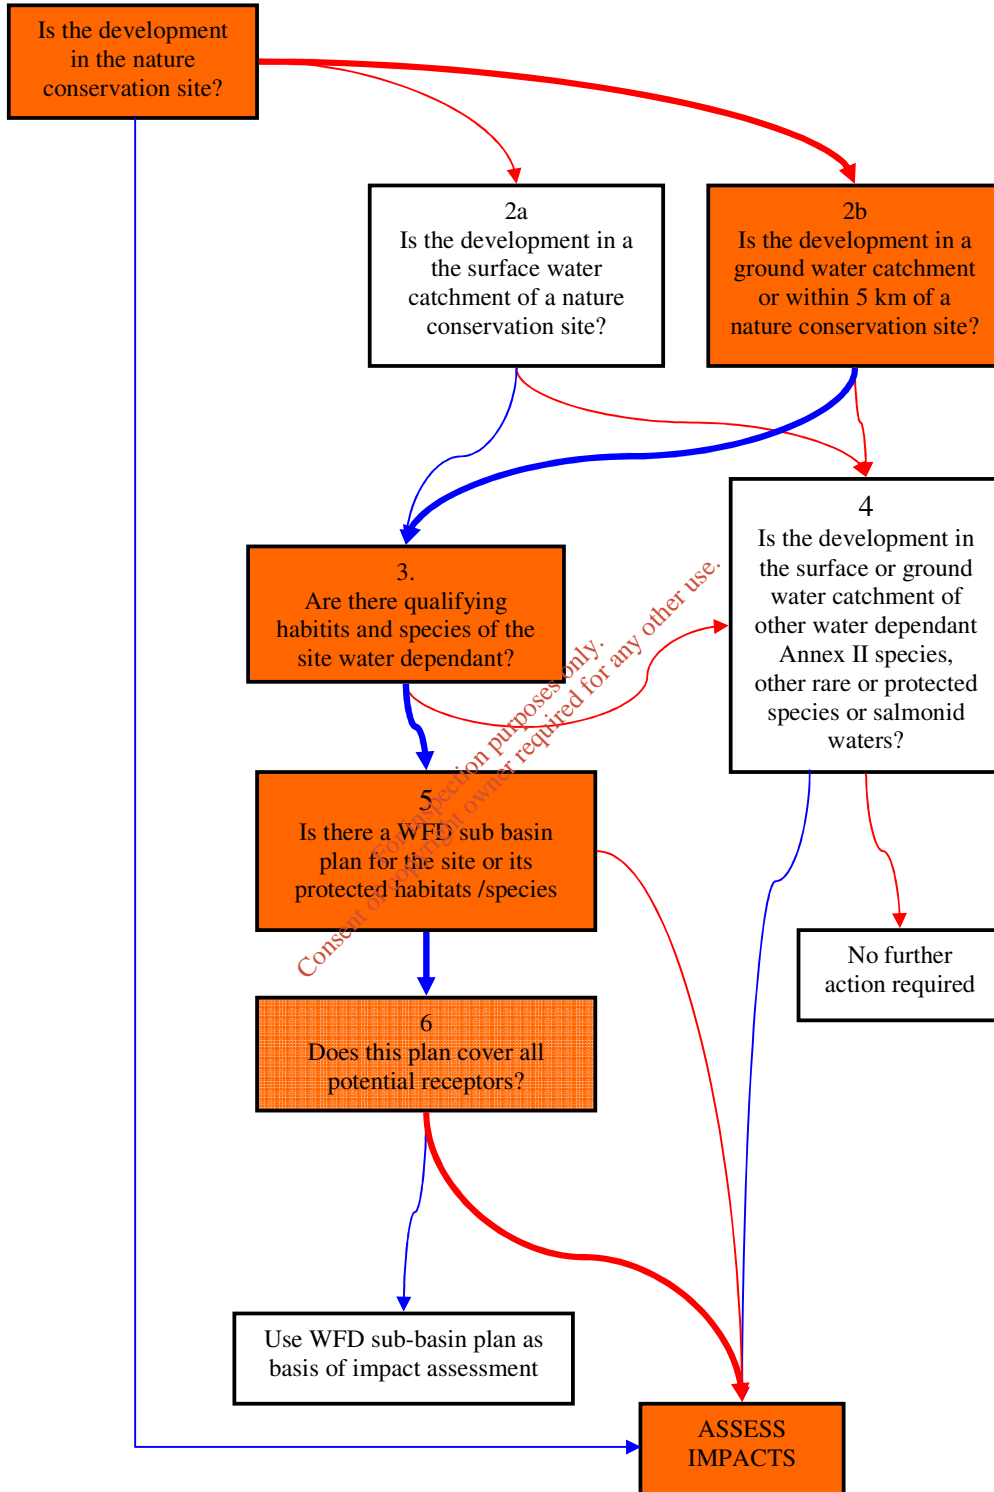 Is the development
in the nature
conservation site?
2a
Is the development in a
the surface water
catchment of a nature
conservation site?
2b
Is the development in a
ground water catchment
or within 5 km of a
nature conservation site?
3.
Are there qualifying
habitits and species of the
site water dependant?
4
Is the development in
the surface or ground
water catchment of
other water dependant
Annex II species,
other rare or protected
species or salmonid
waters?
5
Is there a WFD sub basin
plan for the site or its
protected habitats /species
For inspection purposes only.
Consent of copyright owner required for any other use.
No further
action required
6
Does this plan cover all
potential receptors?
Use WFD sub-basin plan as
basis of impact assessment
ASSESS
IMPACTS